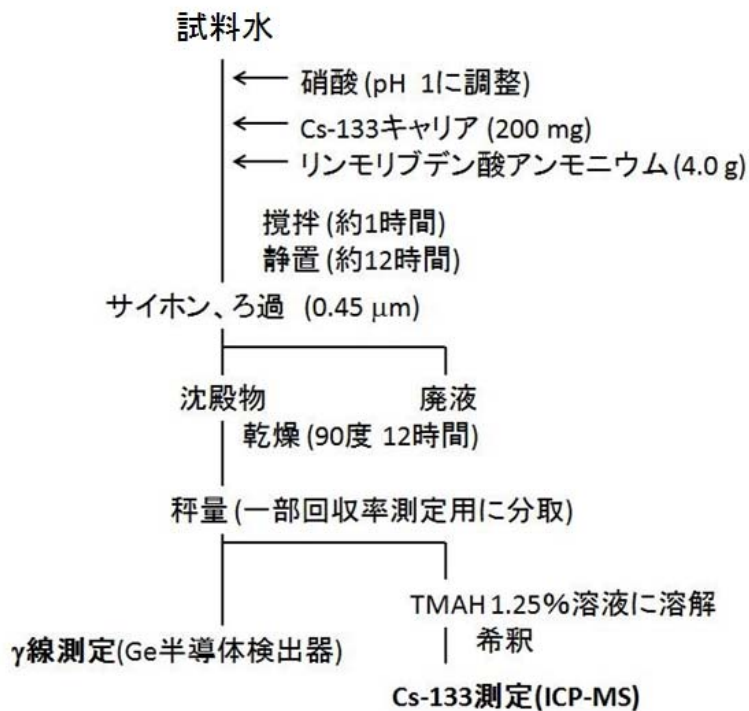 試料水
硝酸 (pH 1に調整)
Cs-133キャリア (200 mg)
リンモリブデン酸アンモニウム (4.0 g)
撹拌 (約1時間)
静置 (約12時間)
サイホン、ろ過 (0.45 μm)
沈殿物
廃液
乾燥 (90度 12時間)
秤量 (一部回収率測定用に分取)
TMAH 1.25%溶液に溶解
希釈
γ線測定(Ge半導体検出器)
Cs-133測定(ICP-MS)